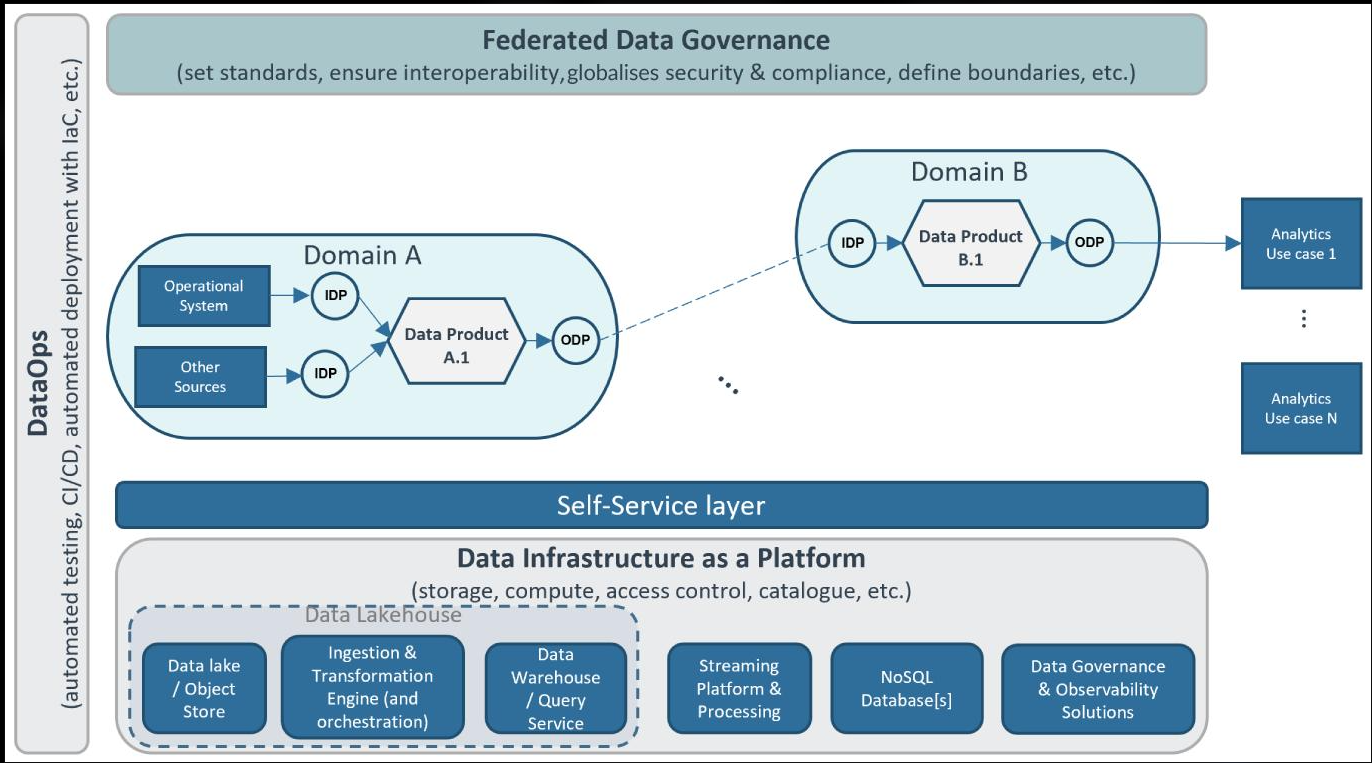 DataOps
(automated testing, CI/CD, automated deployment with IaC, etc.)
Federated Data Governance
(set standards, ensure interoperability,globalises security & compliance, define boundaries, etc.)
Domain A
Operational
System
IDP
Other
Sources
IDP
Data Product
A.1
ODP
Domain B
IDP
Data Product
B.1
ODP
Analytics
Use case 1
Analytics
Use case N
Self-Service layer
Data Infrastructure as a Platform
(storage, compute, access control, catalogue, etc.)
Data Lakehouse
Data lake
/ Object
Store
Ingestion &
Transformation
Engine (and
orchestration)
Data
Warehouse
/ Query
Service
Streaming
Platform &
Processing
NoSQL
Database[s]
Data Governance
& Observability
Solutions